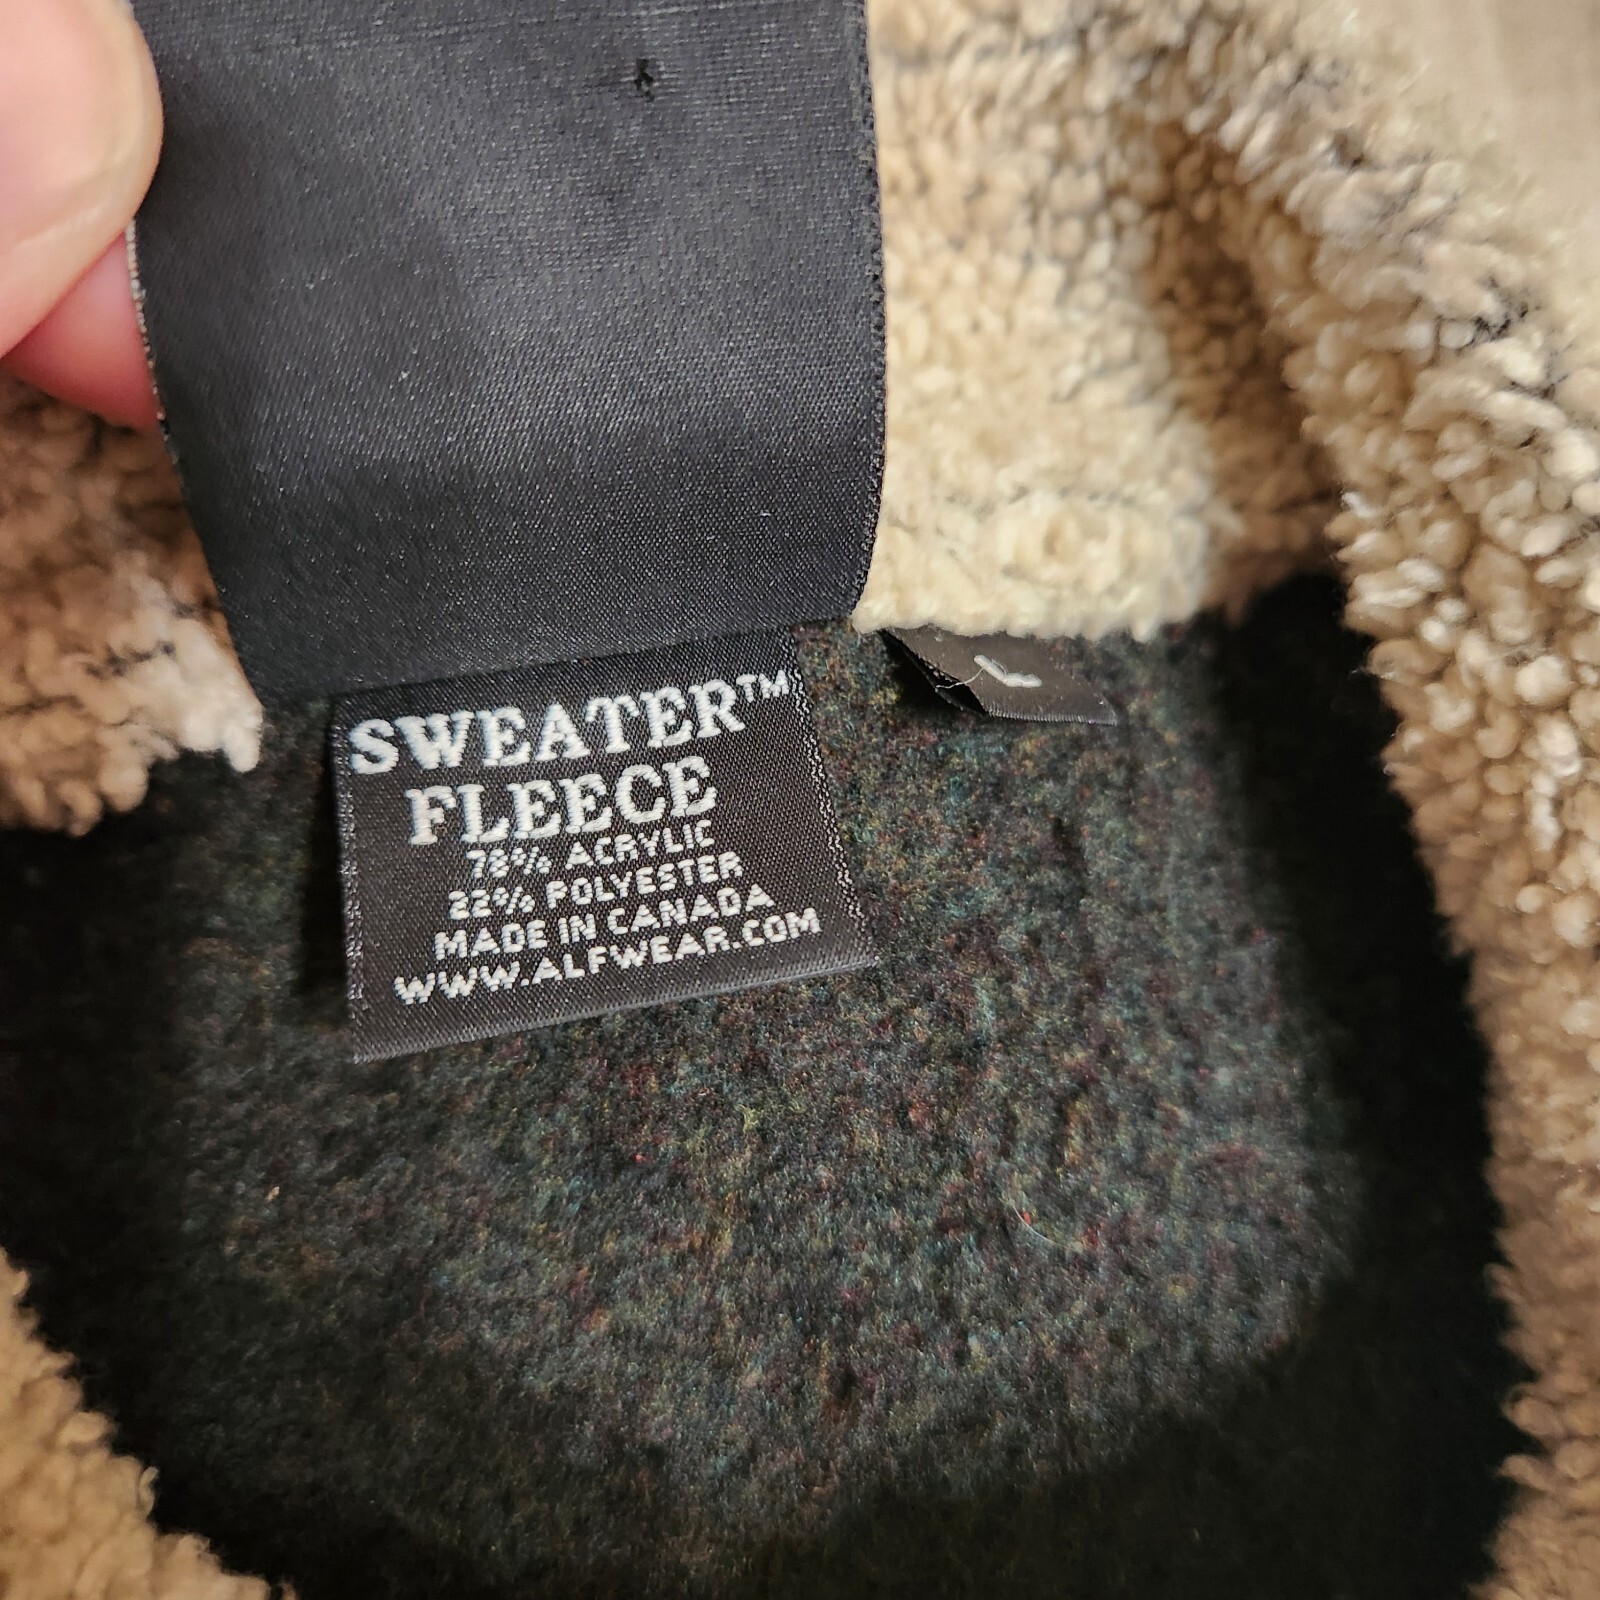 SWEATER™
FLEECE
78% ACRYLIC
22% POLYESTER
MADE IN CANADA
WWW.ALFWEAR.COM
L